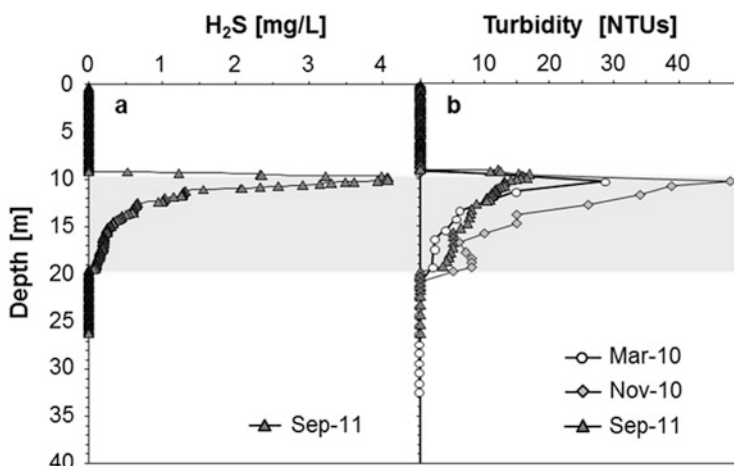 H₂S [mg/L]
Turbidity [NTUs]
0 1 2 3 4
0 10 20 30 40
a
b
Depth [m]
0
5
10
15
20
25
30
35
40
Sep-11
Mar-10
Nov-10
Sep-11